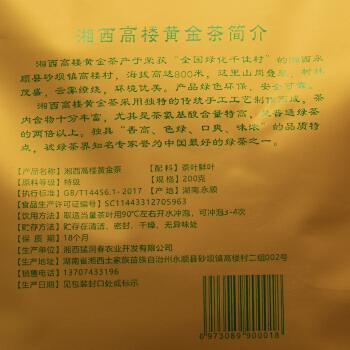 湘西高楼黄金茶简介
湘西高楼黄金茶产于荣获“全国绿化千佳村”的湘西永
顺县砂坝镇高楼村，海拔高达800米，这里山岗叠翠，树林
茂盛，云雾缭绕，环境优美。产品绿色环保、安全可靠。
湘西高楼黄金茶采用独特的传统手工工艺制作而成，茶
内含物十分丰富，尤其是茶氨基酸含量特高，是普通绿茶
的两倍以上。独具“香高、色绿、口爽、味浓”的品质特
点，被绿茶界知名专家誉为中国最好的绿茶之一。
【产品名称】湘西高楼黄金茶 【配 料】茶叶鲜叶
【原料等级】特级 【规 格】200克
【执行标准】GB/T14456.1-2017 【产 地】湖南.永顺
【食品生产许可证编号】SC11443312705963
【饮用方法】取适当量茶叶用90℃左右开水冲泡，可冲泡3-4次
【贮存方法】贮存在清洁、密封、干燥、无异味处
【保 质 期】18个月
【出 品 商】湘西猛洞春农业开发有限公司
【地 址】湖南省湘西土家族苗族自治州永顺县砂坝镇高楼村二组002号
【销售电话】13707433196
【生产日期】见包装封口处或标示
6 973089 900018